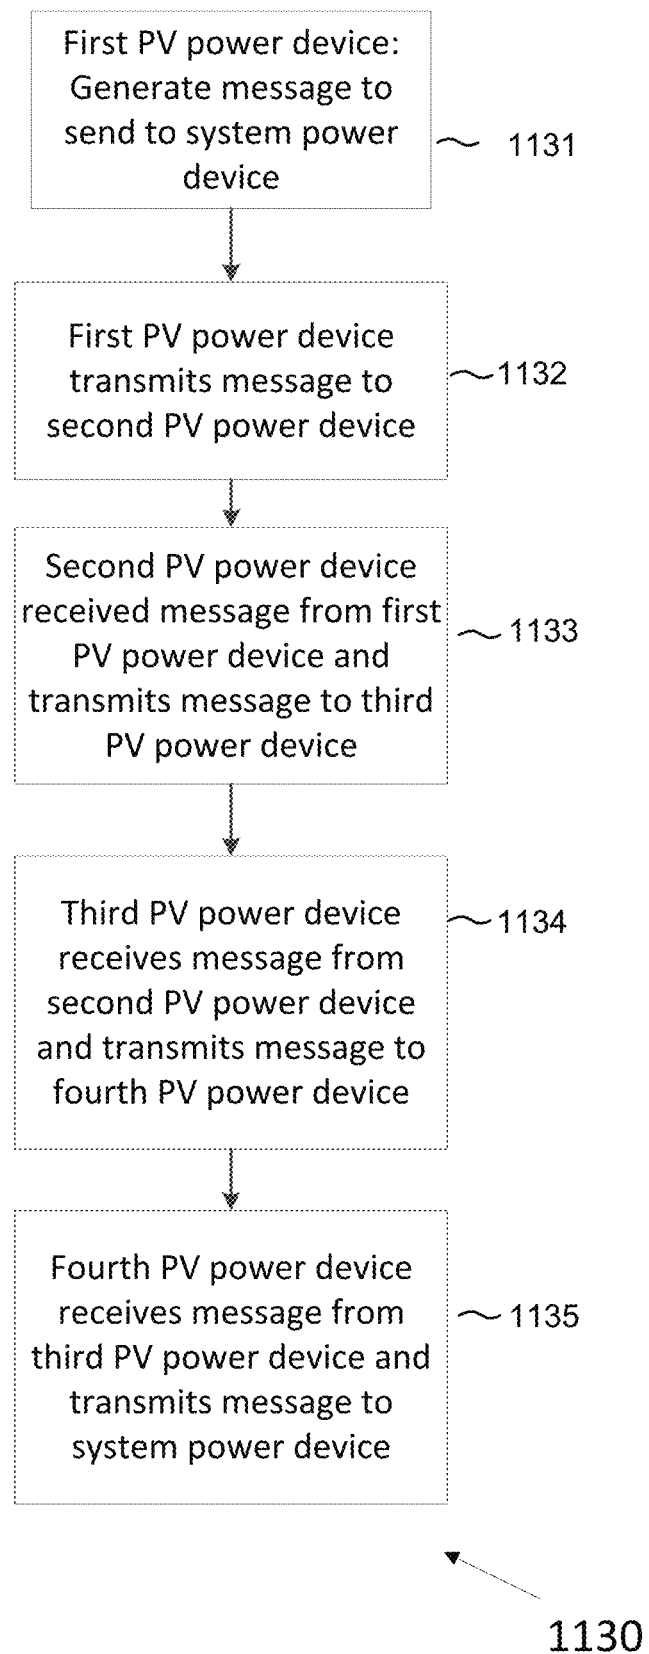 First PV power device:
Generate message to
send to system power
device
1131
First PV power device
transmits message to
second PV power device
1132
Second PV power device
received message from first
PV power device and
transmits message to third
PV power device
1133
Third PV power device
receives message from
second PV power device
and transmits message to
fourth PV power device
1134
Fourth PV power device
receives message from
third PV power device and
transmits message to
system power device
1135
1130